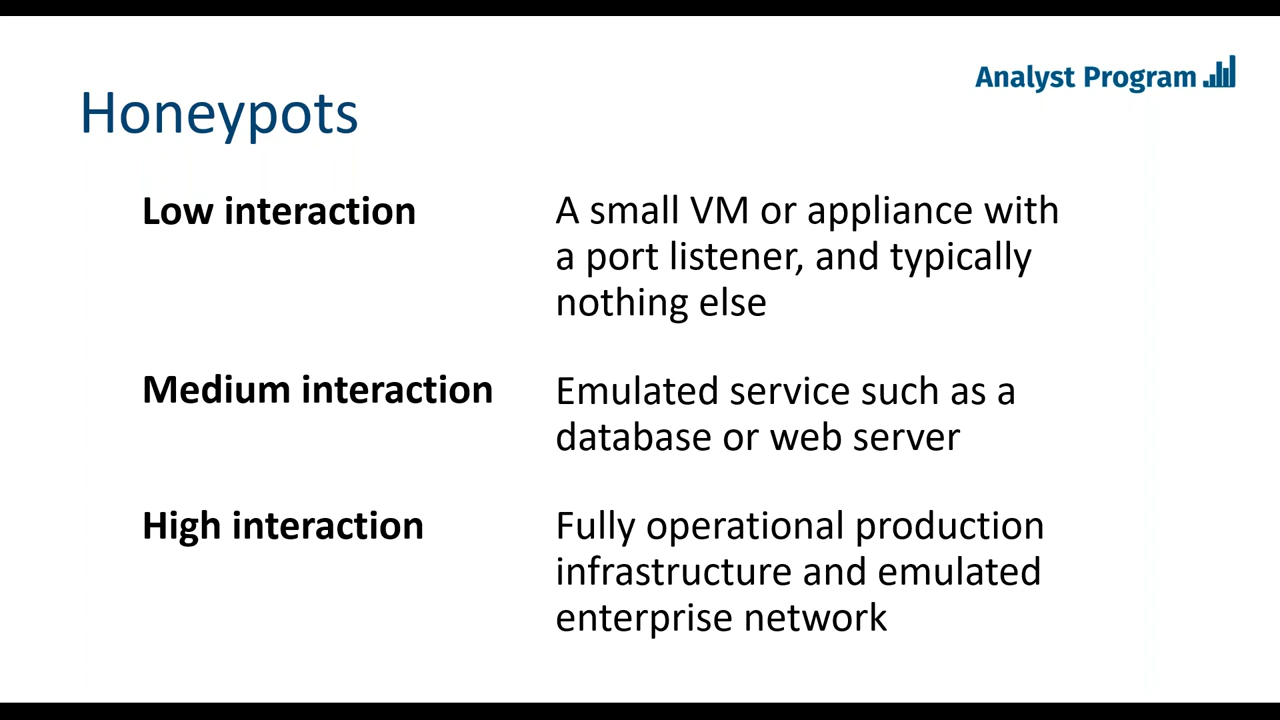 Analyst Program
Honeypots
Low interaction
A small VM or appliance with
a port listener, and typically
nothing else
Medium interaction
Emulated service such as a
database or web server
High interaction
Fully operational production
infrastructure and emulated
enterprise network